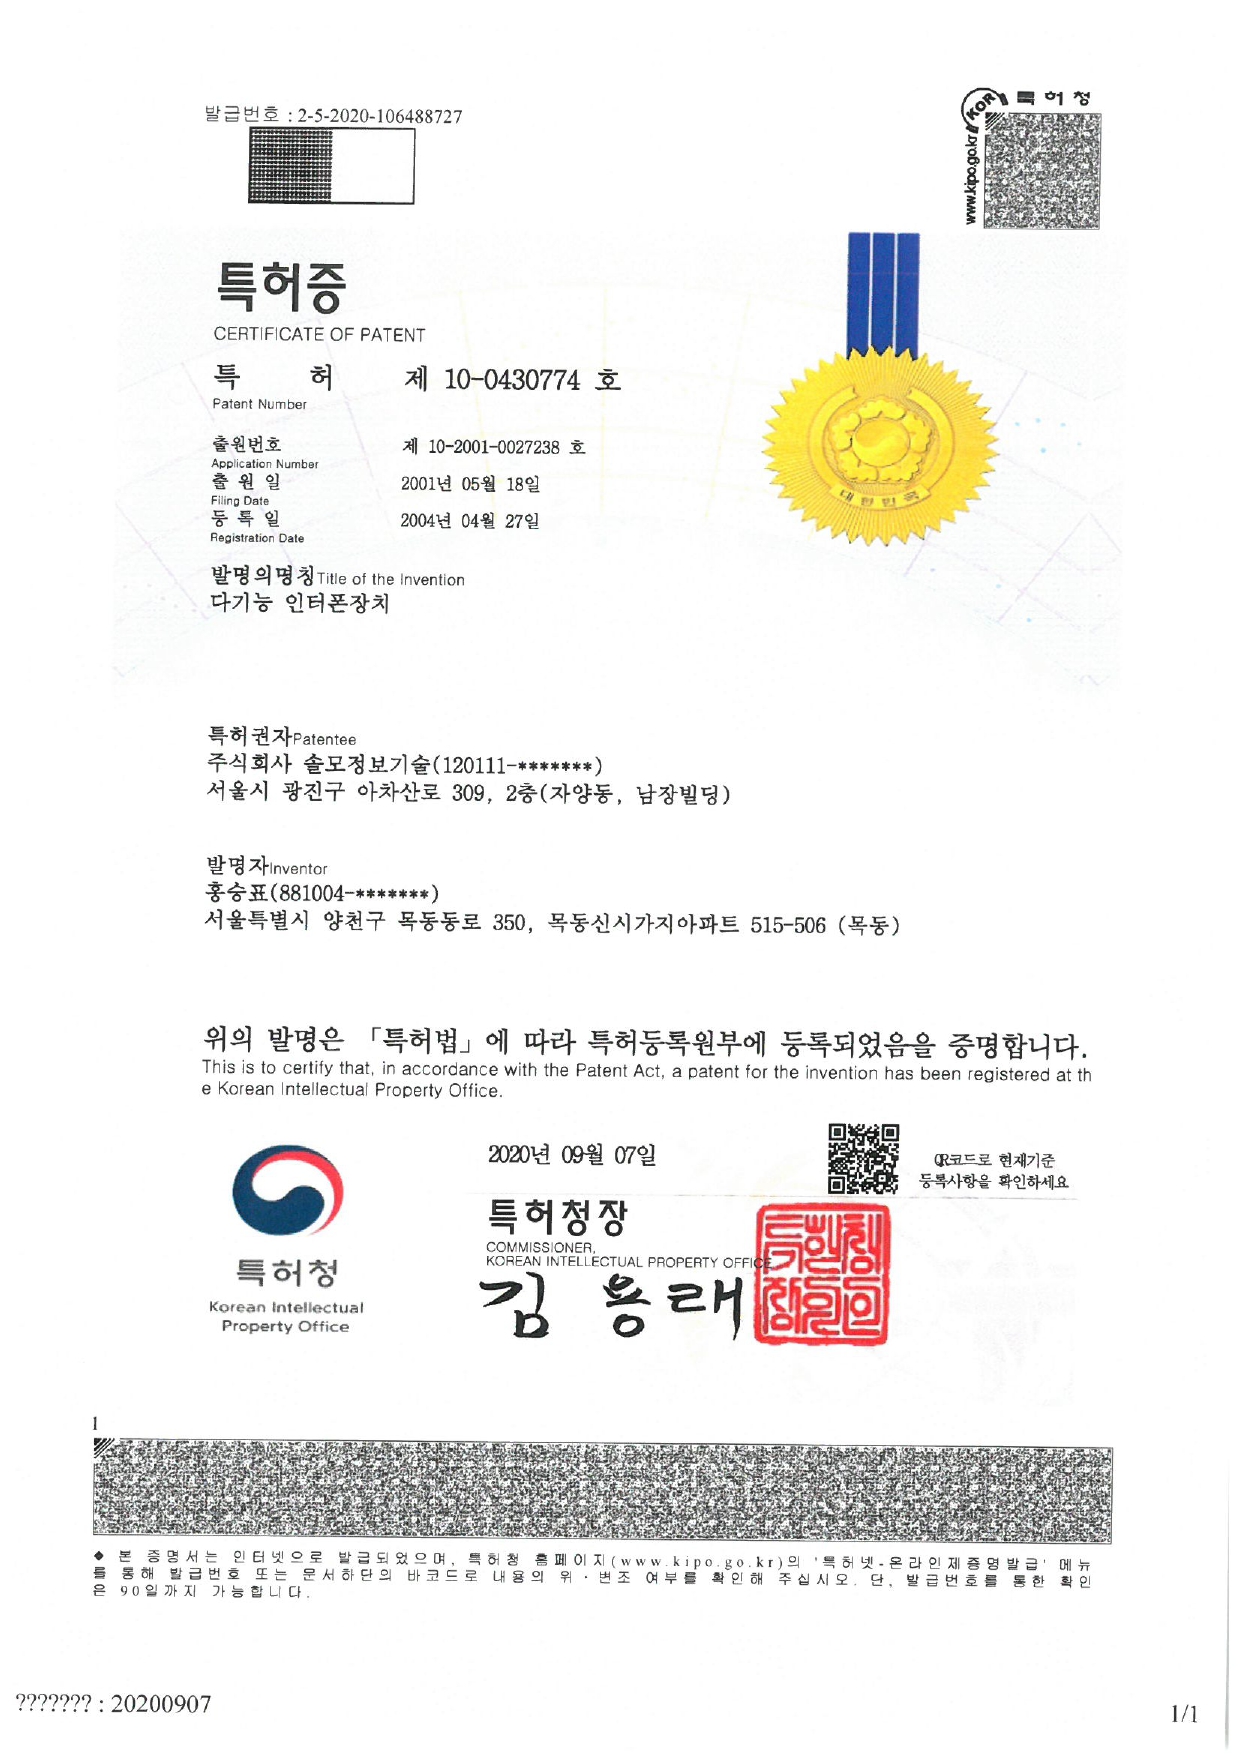 발급번호 : 2-5-2020-106488727
KOR 특허청
www.kipo.go.kr
특허증
CERTIFICATE OF PATENT
특 허 제 10-0430774 호
Patent Number
출원번호 제 10-2001-0027238 호
Application Number
출 원 일 2001년 05월 18일
Filing Date
등 록 일 2004년 04월 27일
Registration Date
대한민국
발명의명칭Title of the Invention
다기능 인터폰장치
특허권자Patentee
주식회사 솔모정보기술(120111-*******)
서울시 광진구 아차산로 309, 2층(자양동, 남장빌딩)
발명자Inventor
홍승표(881004-*******)
서울특별시 양천구 목동동로 350, 목동신시가지아파트 515-506 (목동)
위의 발명은 「특허법」에 따라 특허등록원부에 등록되었음을 증명합니다.
This is to certify that, in accordance with the Patent Act, a patent for the invention has been registered at th
e Korean Intellectual Property Office.
2020년 09월 07일
QR코드로 현재기준
등록사항을 확인하세요
특허청장
COMMISSIONER,
KOREAN INTELLECTUAL PROPERTY OFFICE
김용래
특허청
Korean Intellectual
Property Office
1
◆ 본 증명서는 인터넷으로 발급되었으며, 특허청 홈페이지(www.kipo.go.kr)의 '특허넷-온라인제증명발급' 메뉴
를 통해 발급번호 또는 문서하단의 바코드로 내용의 위·변조 여부를 확인해 주십시오. 단, 발급번호를 통한 확인
은 90일까지 가능합니다.
??????? : 20200907
1/1